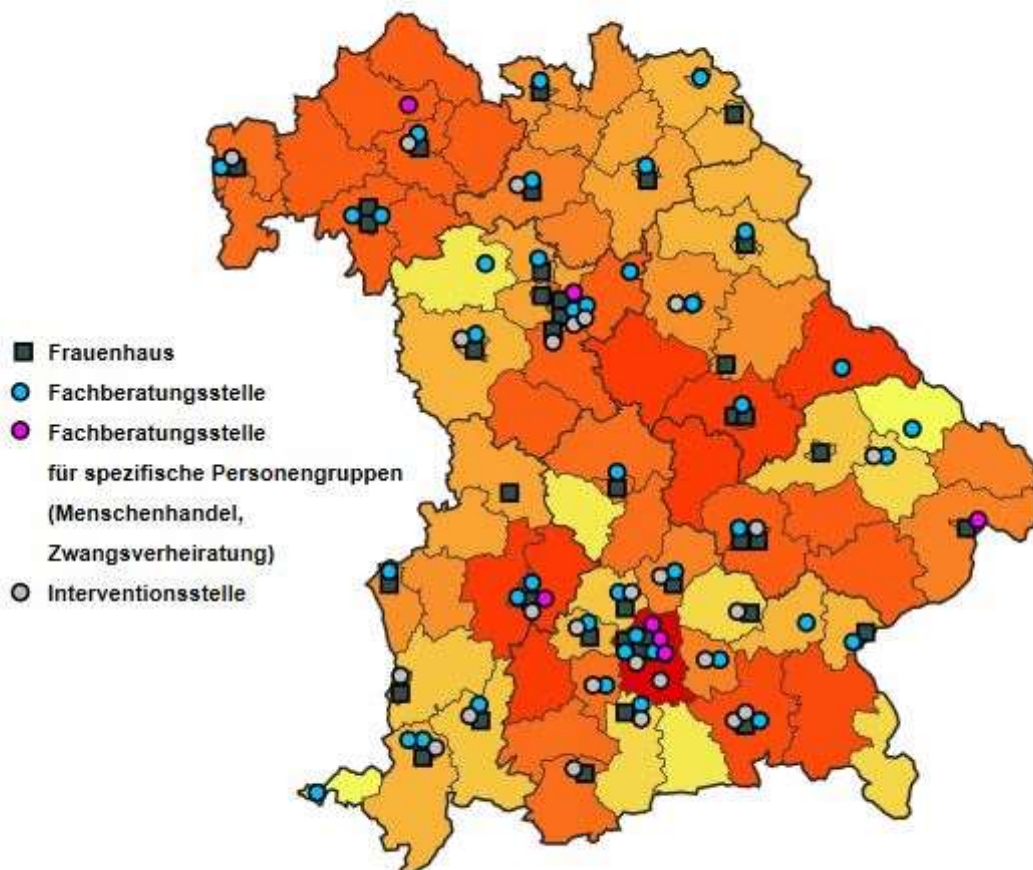 Frauenhaus
Fachberatungsstelle
Fachberatungsstelle
für spezifische Personengruppen
(Menschenhandel,
Zwangsverheiratung)
Interventionsstelle